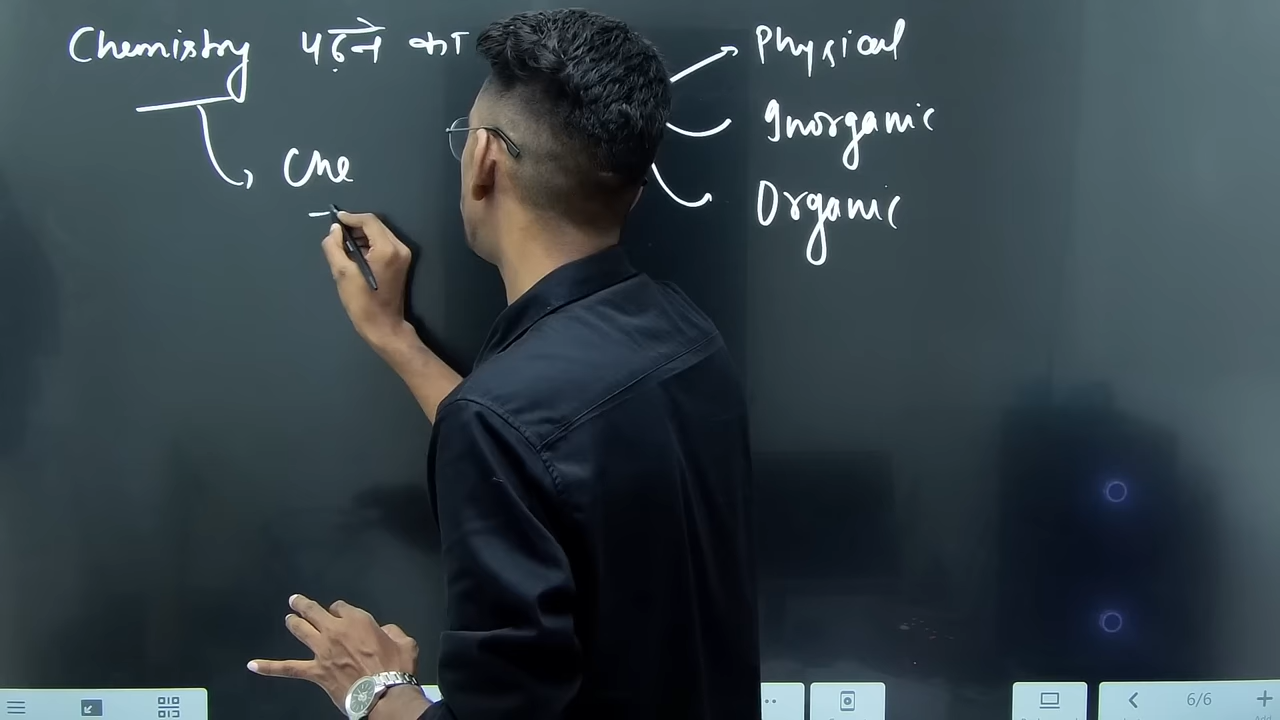 Chemistry पढ़ने का
Physical
Inorganic
Organic
Che
6/6